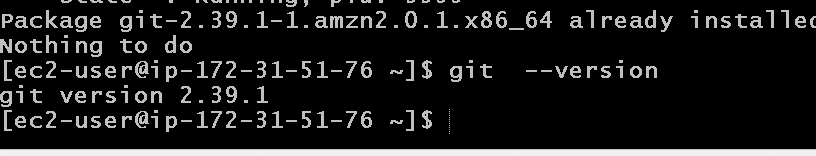 Package git-2.39.1-1.amzn2.0.1.x86_64 already installed
Nothing to do
[ec2-user@ip-172-31-51-76 ~]$ git  --version
git version 2.39.1
[ec2-user@ip-172-31-51-76 ~]$